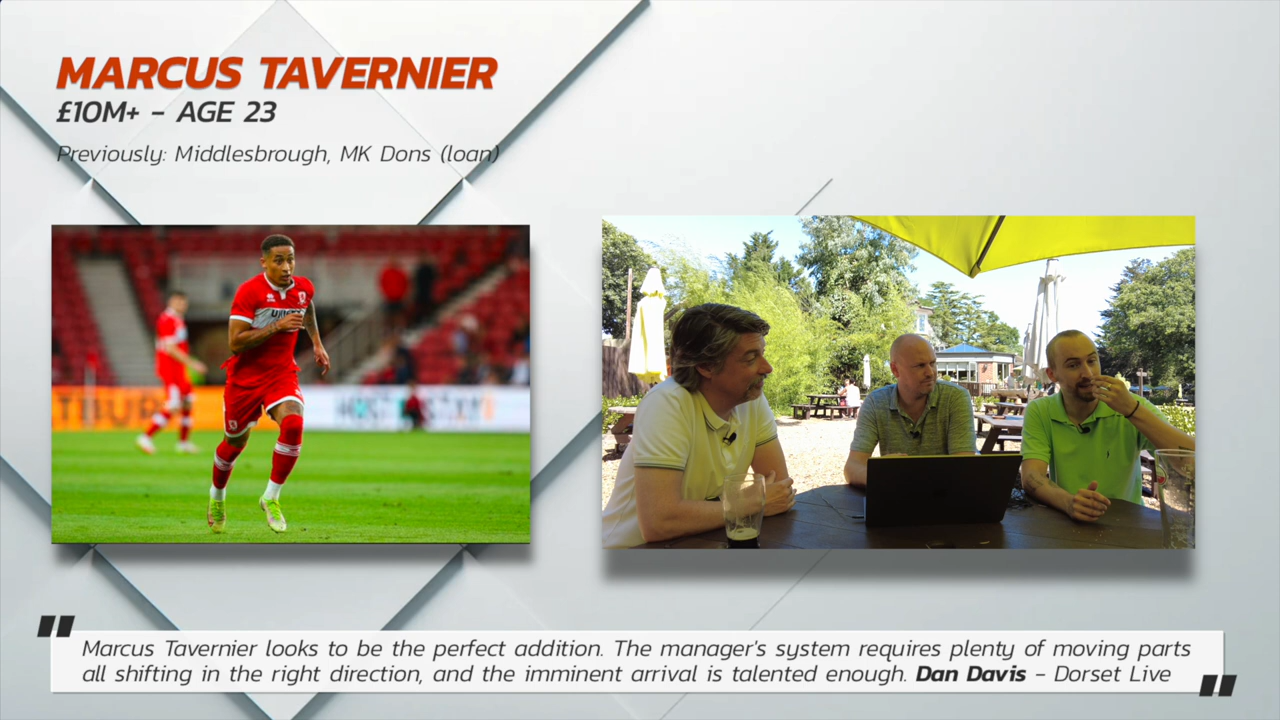 MARCUS TAVERNIER
£10M+ - AGE 23
Previously: Middlesbrough, MK Dons (loan)
Marcus Tavernier looks to be the perfect addition. The manager's system requires plenty of moving parts
all shifting in the right direction, and the imminent arrival is talented enough. Dan Davis - Dorset Live